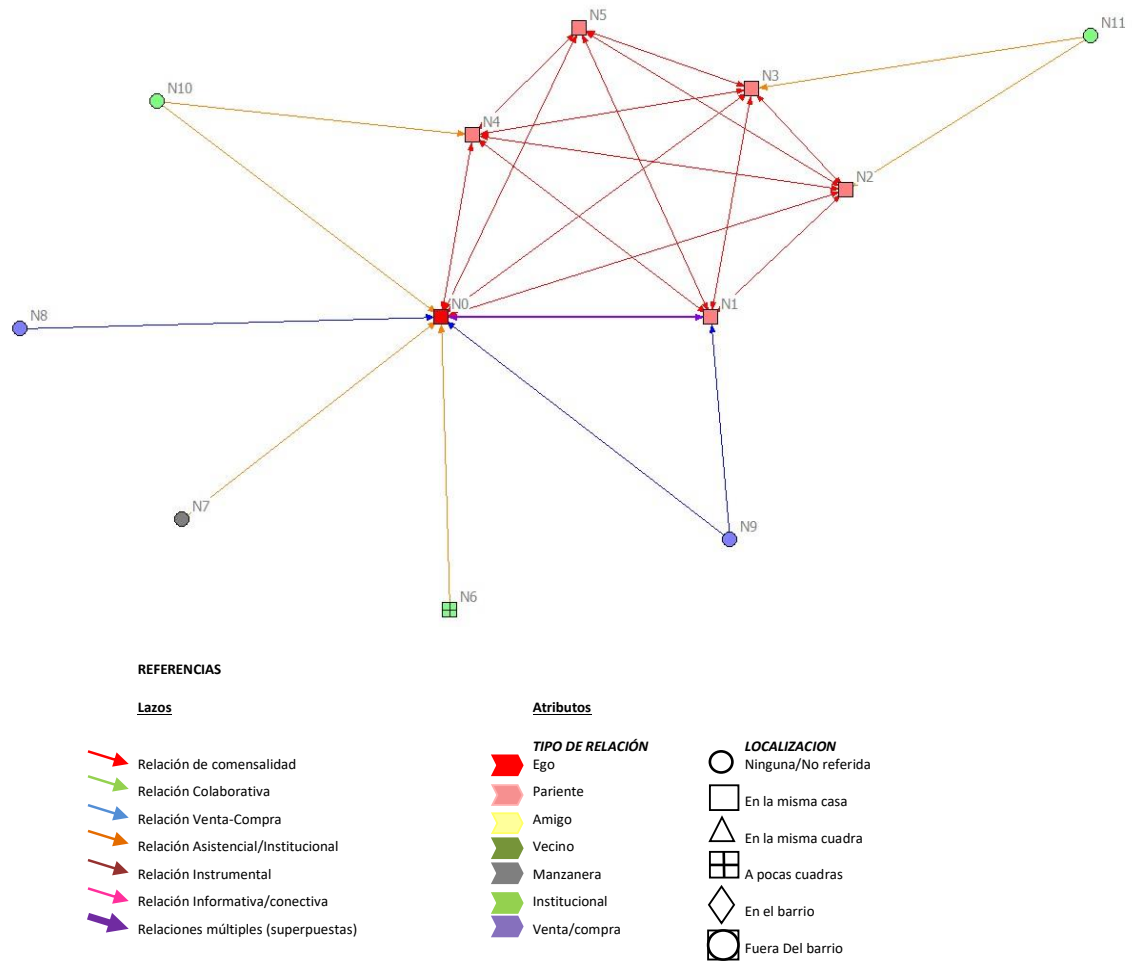 N5
N11
N3
N10
N4
N2
N0
N1
N8
N7
N9
N6
REFERENCIAS
Lazos
Atributos
TIPO DE RELACIÓN
LOCALIZACION
Relación de comensalidad
Ego
Ninguna/No referida
Relación Colaborativa
Pariente
En la misma casa
Relación Venta-Compra
Amigo
En la misma cuadra
Relación Asistencial/Institucional
Vecino
Relación Instrumental
Manzanera
A pocas cuadras
Relación Informativa/conectiva
Institucional
En el barrio
Relaciones múltiples (superpuestas)
Venta/compra
Fuera Del barrio